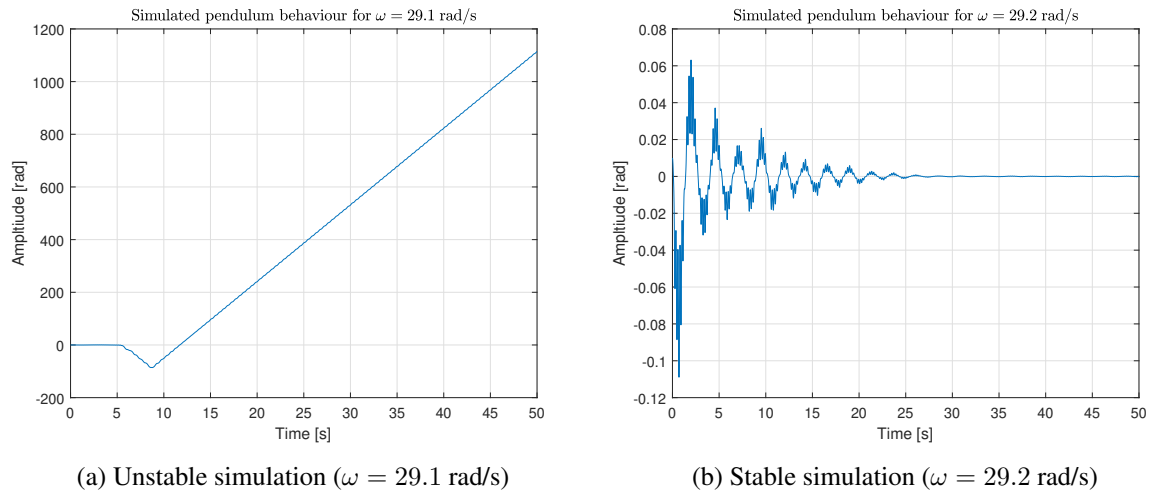 Simulated pendulum behaviour for ω = 29.1 rad/s
1200
1000
800
600
400
200
0
-200
Ampltiude [rad]
0 5 10 15 20 25 30 35 40 45 50
Time [s]
(a) Unstable simulation (ω = 29.1 rad/s)
Simulated pendulum behaviour for ω = 29.2 rad/s
0.08
0.06
0.04
0.02
0
-0.02
-0.04
-0.06
-0.08
-0.1
-0.12
Ampltiude [rad]
0 5 10 15 20 25 30 35 40 45 50
Time [s]
(b) Stable simulation (ω = 29.2 rad/s)